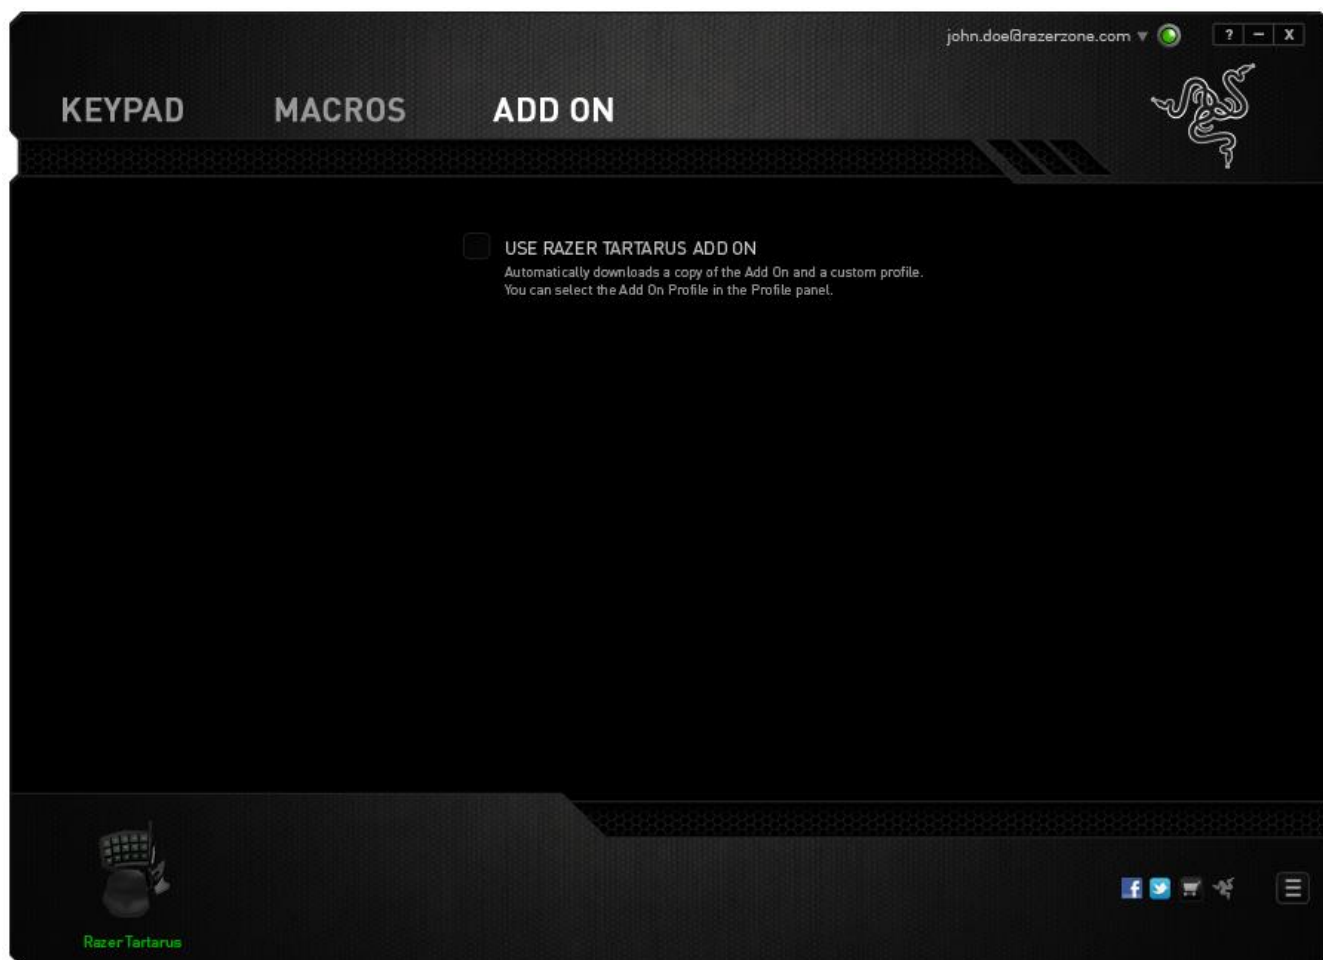 john.doe@razerzone.com
? – X
KEYPAD MACROS ADD ON
USE RAZER TARTARUS ADD ON
Automatically downloads a copy of the Add On and a custom profile.
You can select the Add On Profile in the Profile panel.
f
Razer Tartarus